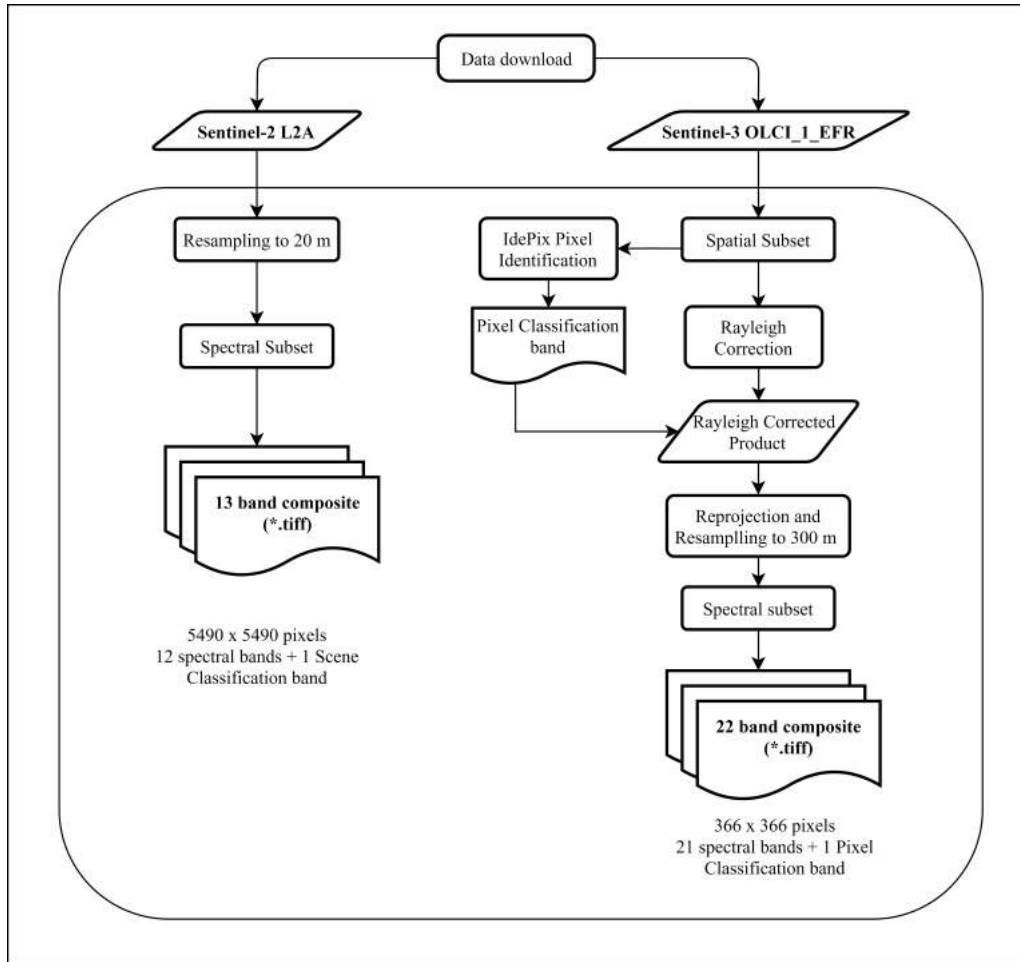 Data download
Sentinel-2 L2A
Sentinel-3 OLCI_1_EFR
Resampling to 20 m
IdePix Pixel
Identification
Spatial Subset
Spectral Subset
Pixel Classification
band
Rayleigh
Correction
Rayleigh Corrected
Product
13 band composite
(*.tiff)
Reprojection and
Resamplling to 300 m
Spectral subset
5490 x 5490 pixels
12 spectral bands + 1 Scene
Classification band
22 band composite
(*.tiff)
366 x 366 pixels
21 spectral bands + 1 Pixel
Classification band